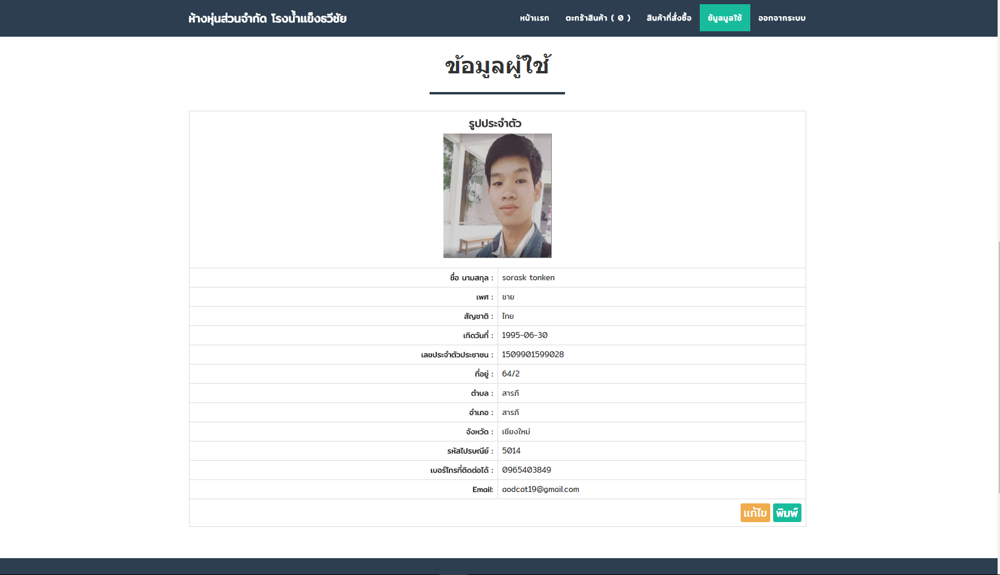 ห้างหุ่นส่วนจำกัด โรงน้ำแข็งธวีชัย
หน้าแรก ตะกร้าสินค้า ( 0 ) สินค้าที่สั่งซื้อ ข้มูลมูลใช้ ออกจากระบบ
ข้อมูลผู้ใช้
รูปประจำตัว
ชื่อ นามสกุล : sorask tonken
เพศ : ชาย
สัญชาติ : ไทย
เกิดวันที่ : 1995-06-30
เลขประจำตัวประชาชน : 1509901599028
ที่อยู่ : 64/2
ตำบล : สารภี
อำเภอ : สารภี
จังหวัด : เชียงใหม่
รหัสไปรษณีย์ : 5014
เบอร์โทรที่ติดต่อได้ : 0965403849
Email: aodcat19@gmail.com
แก้ไข พิมพ์